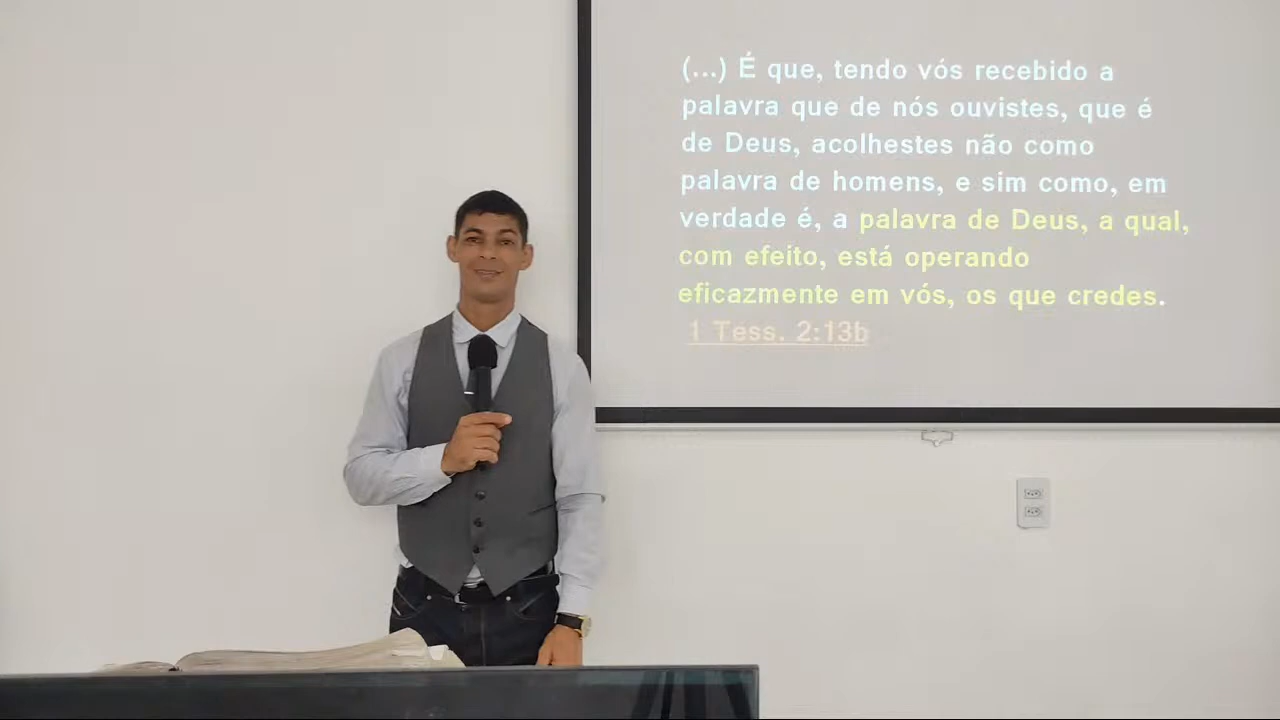 (...) É que, tendo vós recebido a
palavra que de nós ouvistes, que é
de Deus, acolhestes não como
palavra de homens, e sim como, em
verdade é, a palavra de Deus, a qual,
com efeito, está operando
eficazmente em vós, os que credes.
1 Tess. 2:13b